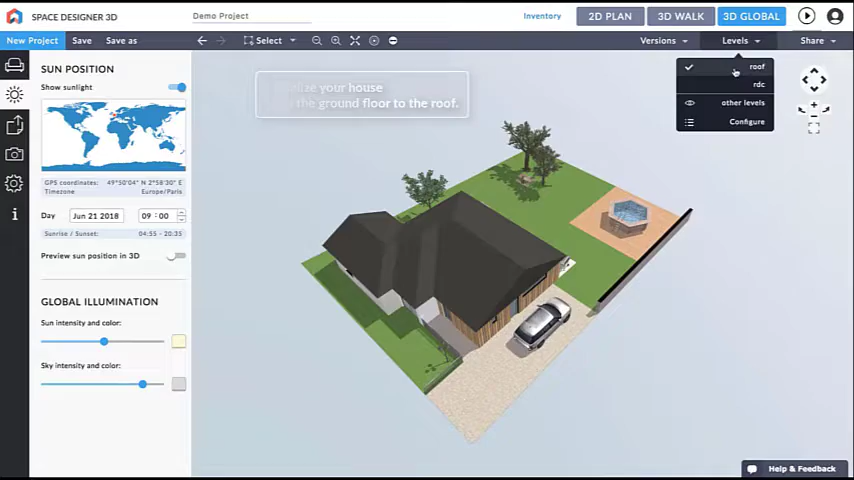 SPACE DESIGNER 3D
Demo Project
Inventory
2D PLAN
3D WALK
3D GLOBAL
New Project
Save
Save as
Select
Versions
Levels
Share
SUN POSITION
Show sunlight
GPS coordinates: 49°50'04" N 2°58'30" E
Timezone Europe/Paris
Day Jun 21 2018 09 : 00
Sunrise / Sunset: 04:55 - 20:35
Preview sun position in 3D
GLOBAL ILLUMINATION
Sun intensity and color:
Sky intensity and color:
your house
the ground floor to the roof.
roof
rdc
other levels
Configure
Help & Feedback